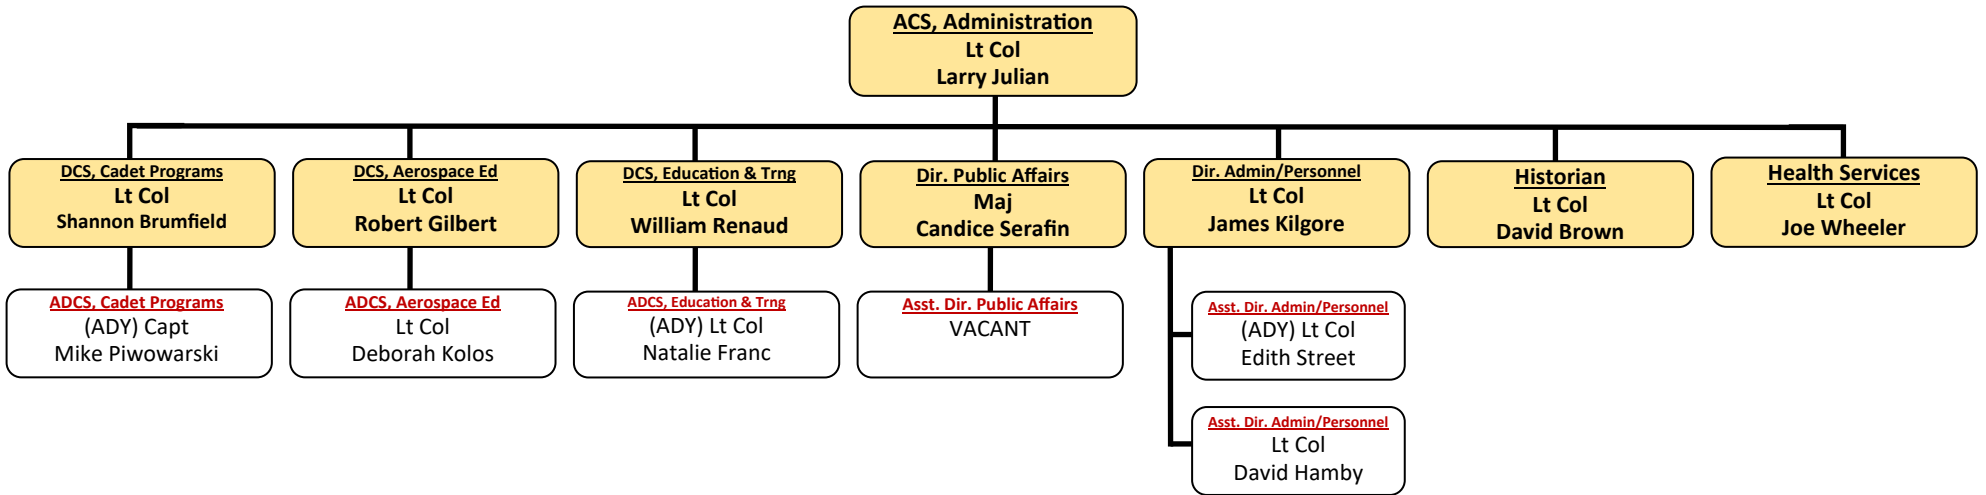 ACS, Administration
Lt Col
Larry Julian
DCS, Cadet Programs
Lt Col
Shannon Brumfield
DCS, Aerospace Ed
Lt Col
Robert Gilbert
DCS, Education & Trng
Lt Col
William Renaud
Dir. Public Affairs
Maj
Candice Serafin
Dir. Admin/Personnel
Lt Col
James Kilgore
Historian
Lt Col
David Brown
Health Services
Lt Col
Joe Wheeler
ADCS, Cadet Programs
(ADY) Capt
Mike Piwowarski
ADCS, Aerospace Ed
Lt Col
Deborah Kolos
ADCS, Education & Trng
(ADY) Lt Col
Natalie Franc
Asst. Dir. Public Affairs
VACANT
Asst. Dir. Admin/Personnel
(ADY) Lt Col
Edith Street
Asst. Dir. Admin/Personnel
Lt Col
David Hamby